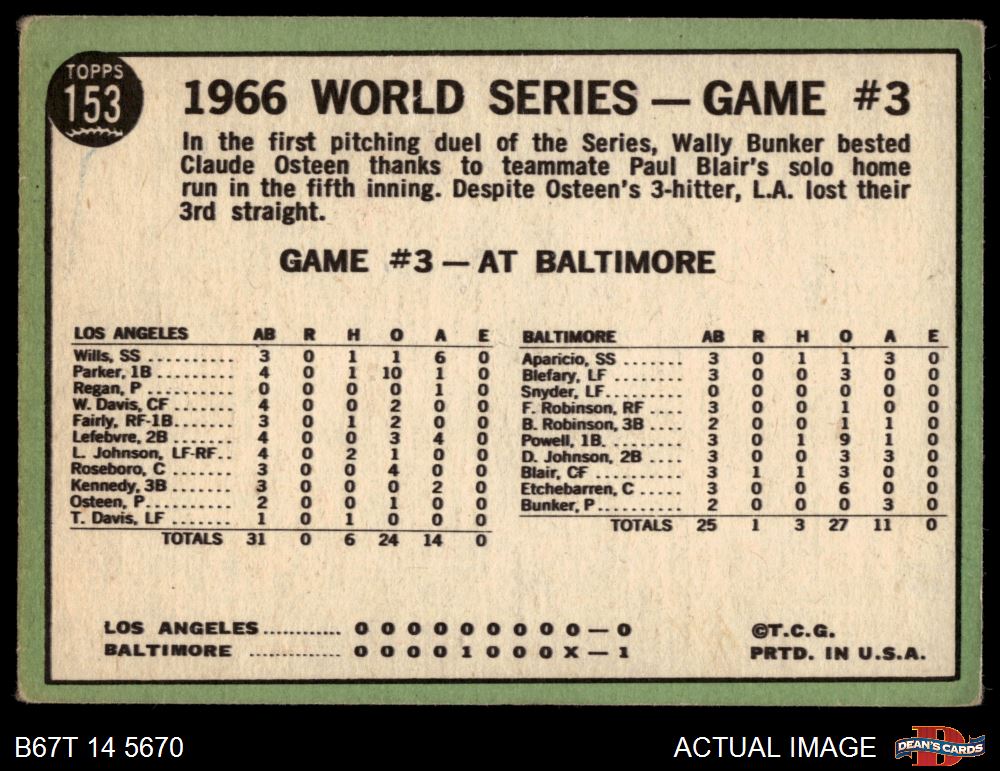 TOPPS
153
1966 WORLD SERIES — GAME #3
In the first pitching duel of the Series, Wally Bunker bested
Claude Osteen thanks to teammate Paul Blair's solo home
run in the fifth inning. Despite Osteen's 3-hitter, L.A. lost their
3rd straight.
GAME #3 — AT BALTIMORE
LOS ANGELES AB R H O A E
Wills, SS .......... 3 0 1 1 6 0
Parker, 1B ......... 4 0 1 10 1 0
Regan, P ........... 0 0 0 0 1 0
W. Davis, CF ....... 4 0 0 2 0 0
Fairly, RF-1B....... 3 0 1 2 0 0
Lefebvre, 2B ....... 4 0 0 3 4 0
L. Johnson, LF-RF.. 4 0 2 1 0 0
Roseboro, C ........ 3 0 0 4 0 0
Kennedy, 3B ........ 3 0 0 0 2 0
Osteen, P........... 2 0 0 1 0 0
T. Davis, LF ....... 1 0 1 0 0 0
TOTALS 31 0 6 24 14 0
BALTIMORE AB R H O A E
Aparicio, SS ....... 3 0 1 1 3 0
Blefary, LF ........ 3 0 0 3 0 0
Snyder, LF.......... 0 0 0 0 0 0
F. Robinson, RF .... 3 0 0 1 0 0
B. Robinson, 3B .... 2 0 0 1 1 0
Powell, 1B. ........ 3 0 1 9 1 0
D. Johnson, 2B ..... 3 0 0 3 3 0
Blair, CF .......... 3 1 1 3 0 0
Etchebarren, C ..... 3 0 0 6 0 0
Bunker, P........... 2 0 0 0 3 0
TOTALS 25 1 3 27 11 0
LOS ANGELES ............ 0 0 0 0 0 0 0 0 0 — 0
BALTIMORE .............. 0 0 0 0 1 0 0 0 X — 1
©T.C.G.
PRTD. IN U.S.A.
B67T 14 5670
ACTUAL IMAGE
D
DEAN'S CARDS